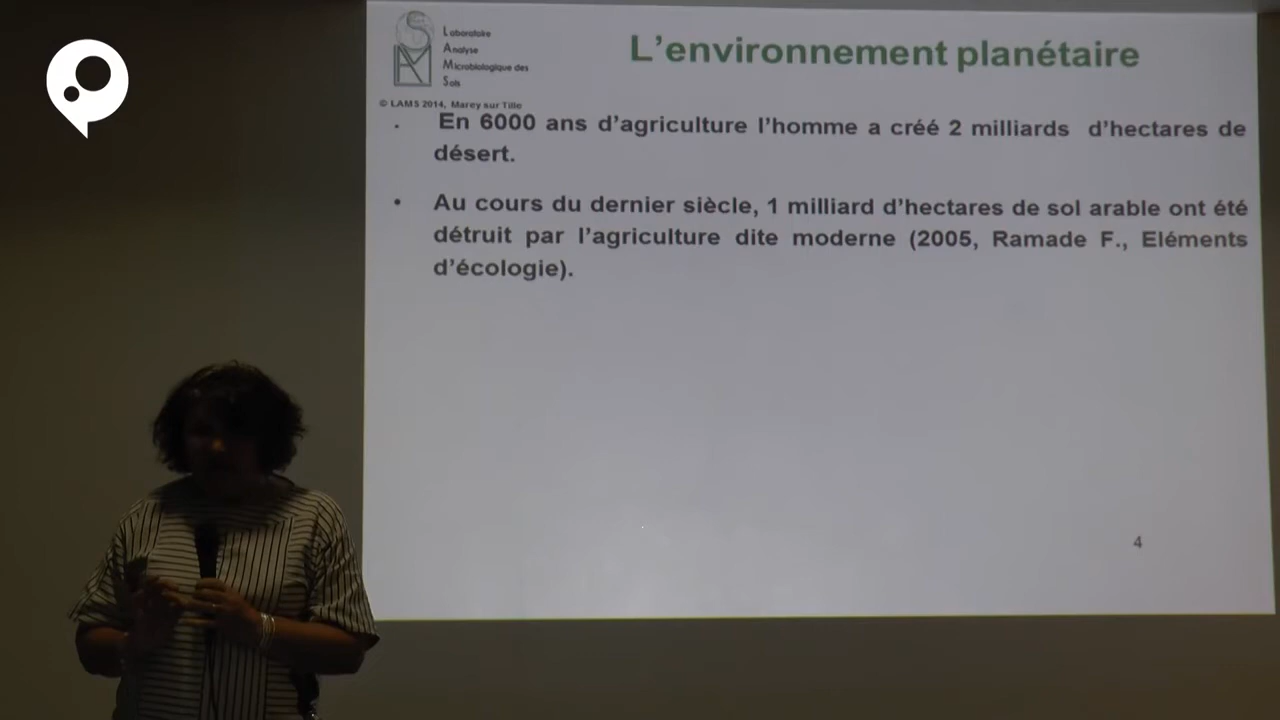 Laboratoire
Analyse
Microbiologique des
Sols
© LAMS 2014, Marey sur Tille
L'environnement planétaire
. En 6000 ans d'agriculture l'homme a créé 2 milliards d'hectares de
désert.
• Au cours du dernier siècle, 1 milliard d'hectares de sol arable ont été
détruit par l'agriculture dite moderne (2005, Ramade F., Eléments
d'écologie).
4